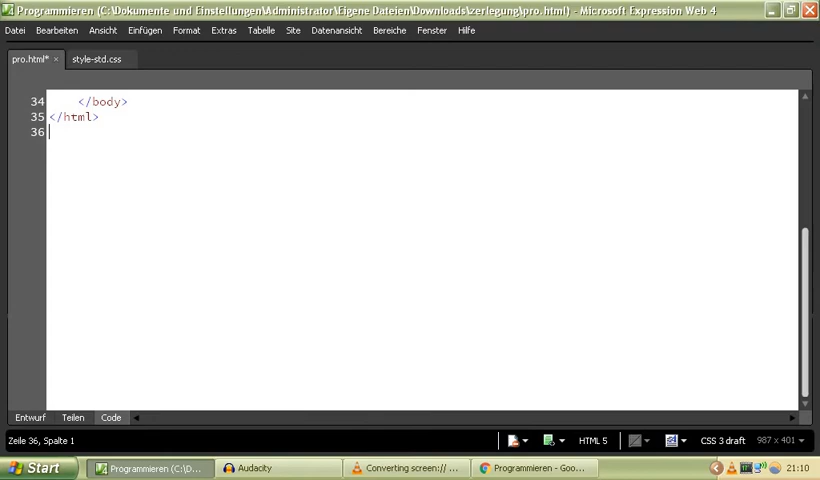 Programmieren (C:\Dokumente und Einstellungen\Administrator\Eigene Dateien\Downloads\zerlegung\pro.html) - Microsoft Expression Web 4
Datei Bearbeiten Ansicht Einfügen Format Extras Tabelle Site Datenansicht Bereiche Fenster Hilfe
pro.html* × style-std.css
34 </body>
35 </html>
36
Entwurf Teilen Code
Zeile 36, Spalte 1 HTML 5 CSS 3 draft 987 x 401
Start Programmieren (C:\D... Audacity Converting screen:// ... Programmieren - Goo... 21:10